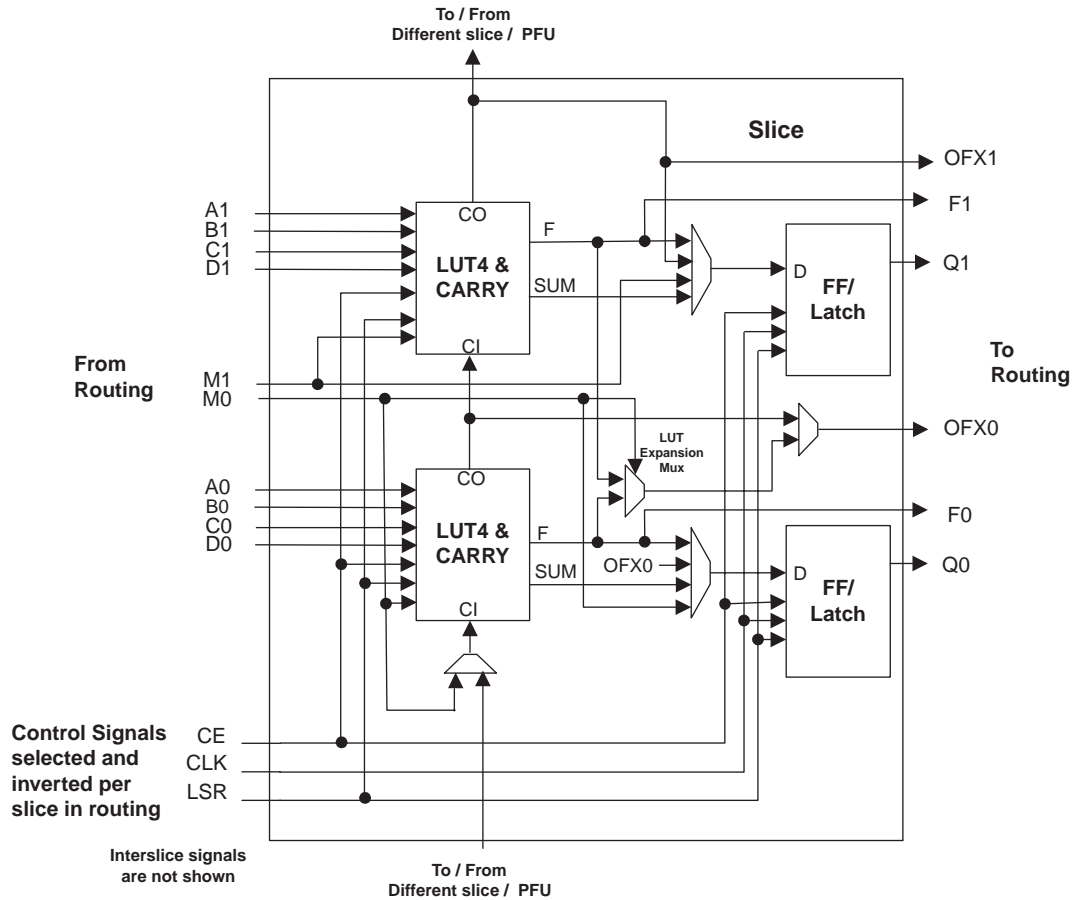 To / From
Different slice / PFU
Slice
OFX1
F1
A1
B1
C1
D1
CO
LUT4 &
CARRY
CI
F
SUM
D
FF/
Latch
Q1
From
Routing
M1
M0
To
Routing
OFX0
LUT
Expansion
Mux
A0
B0
C0
D0
CO
LUT4 &
CARRY
CI
F
SUM
OFX0
D
FF/
Latch
F0
Q0
Control Signals
selected and
inverted per
slice in routing
CE
CLK
LSR
Interslice signals
are not shown
To / From
Different slice / PFU